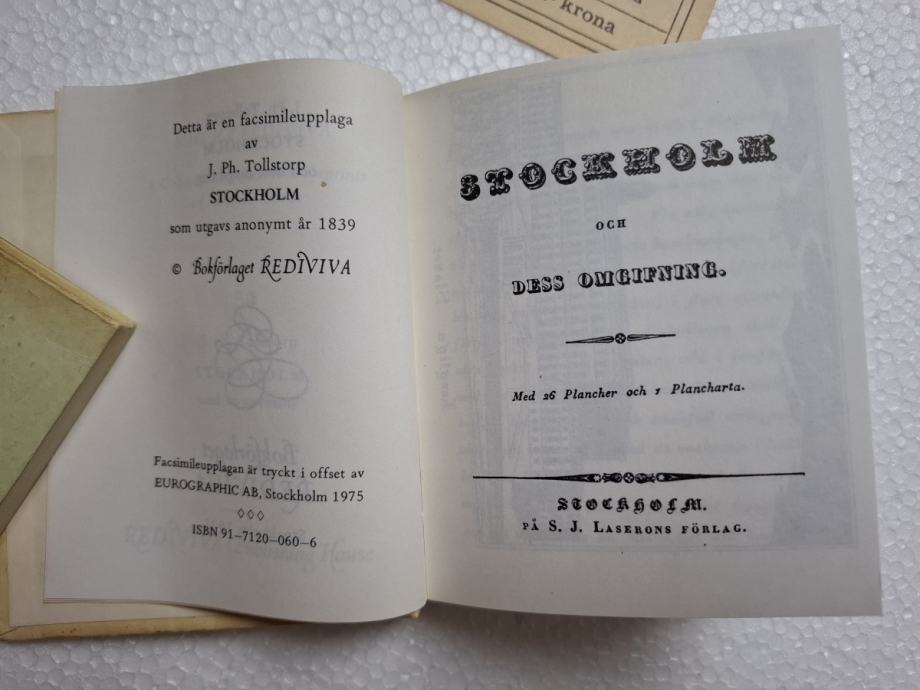 krona
Detta är en facsimileupplaga
av
J. Ph. Tollstorp
STOCKHOLM
som utgavs anonymt år 1839
© Bokförlaget REDIVIVA
Facsimileupplagan är tryckt i offset av
EUROGRAPHIC AB, Stockholm 1975
◊◊◊
ISBN 91–7120–060–6
STOCKHOLM
OCH
DESS OMGIFNING.
Med 26 Plancher och 1 Plancharta.
STOCKHOLM.
PÅ S. J. LASERONS FÖRLAG.